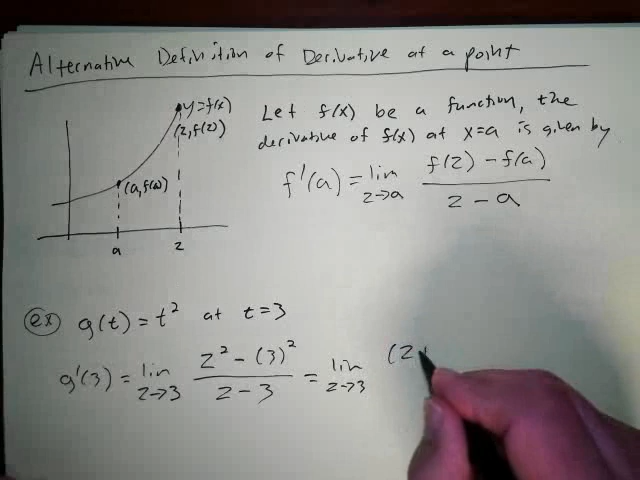 Alternative Definition of Derivative at a point
y=f(x)
(z,f(z))
(a,f(a))
a z
Let f(x) be a function, the
derivative of f(x) at x=a is given by
f'(a) = lim z→a f(z) - f(a) / z - a
ex g(t) = t² at t=3
g'(3) = lim z→3 z² - (3)² / z - 3 = lim z→3 (z